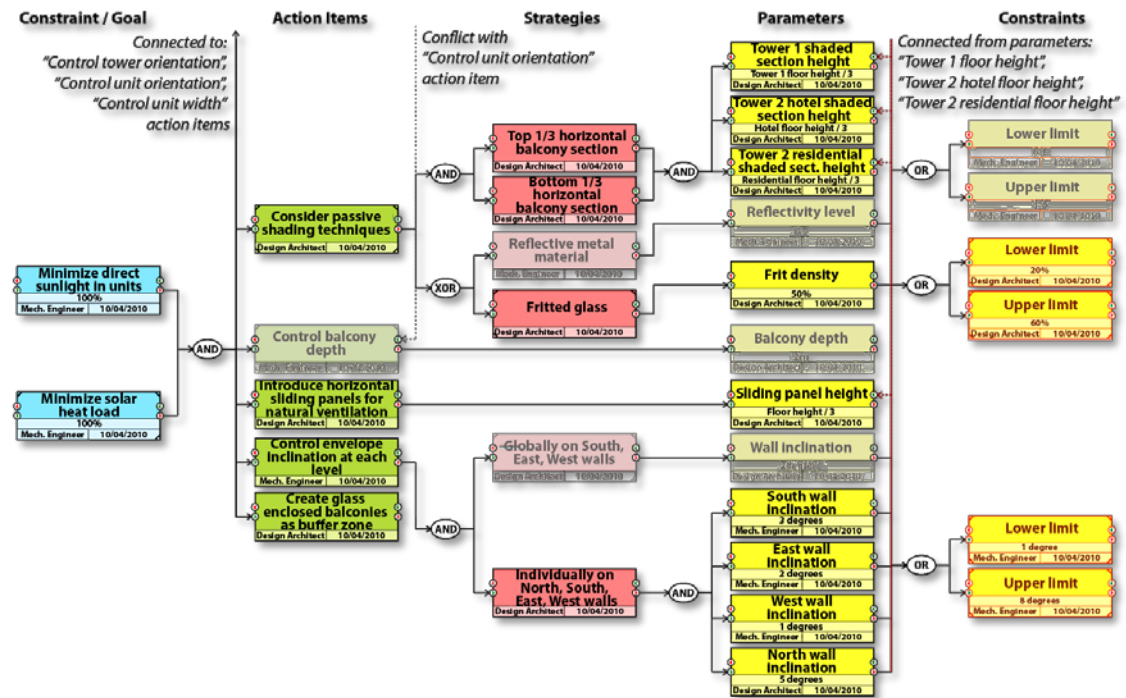 Constraint / Goal
Action Items
Strategies
Parameters
Constraints
Connected to:
"Control tower orientation",
"Control unit orientation",
"Control unit width"
action items
Conflict with
"Control unit orientation"
action item
Connected from parameters:
"Tower 1 floor height",
"Tower 2 hotel floor height",
"Tower 2 residential floor height"
Minimize direct
sunlight in units
100%
Mech. Engineer 10/04/2010
Minimize solar
heat load
100%
Mech. Engineer 10/04/2010
AND
Consider passive
shading techniques
Design Architect 10/04/2010
Control balcony
depth
Introduce horizontal
sliding panels for
natural ventilation
Design Architect 10/04/2010
Control envelope
inclination at each
level
Mech. Engineer 10/04/2010
Create glass
enclosed balconies
as buffer zone
Design Architect 10/04/2010
AND
XOR
AND
Top 1/3 horizontal
balcony section
Design Architect 10/04/2010
Bottom 1/3
horizontal
balcony section
Design Architect 10/04/2010
Reflective metal
material
Mech. Engineer 10/04/2010
Fritted glass
Design Architect 10/04/2010
Globally on South,
East, West walls
Design Architect 10/04/2010
Individually on
North, South,
East, West walls
Design Architect 10/04/2010
AND
AND
Tower 1 shaded
section height
Tower 1 floor height / 3
Design Architect 10/04/2010
Tower 2 hotel shaded
section height
Hotel floor height / 3
Design Architect 10/04/2010
Tower 2 residential
shaded sect. height
Residential floor height / 3
Design Architect 10/04/2010
Reflectivity level
Frit density
50%
Design Architect 10/04/2010
Balcony depth
Sliding panel height
Floor height / 3
Design Architect 10/04/2010
Wall inclination
South wall
inclination
3 degrees
Mech. Engineer 10/04/2010
East wall
inclination
2 degrees
Mech. Engineer 10/04/2010
West wall
inclination
1 degrees
Mech. Engineer 10/04/2010
North wall
inclination
5 degrees
Design Architect 10/04/2010
OR
OR
OR
Lower limit
Mech. Engineer
Upper limit
Mech. Engineer
Lower limit
20%
Design Architect 10/04/2010
Upper limit
60%
Design Architect 10/04/2010
Lower limit
1 degree
Mech. Engineer 10/04/2010
Upper limit
8 degrees
Mech. Engineer 10/04/2010